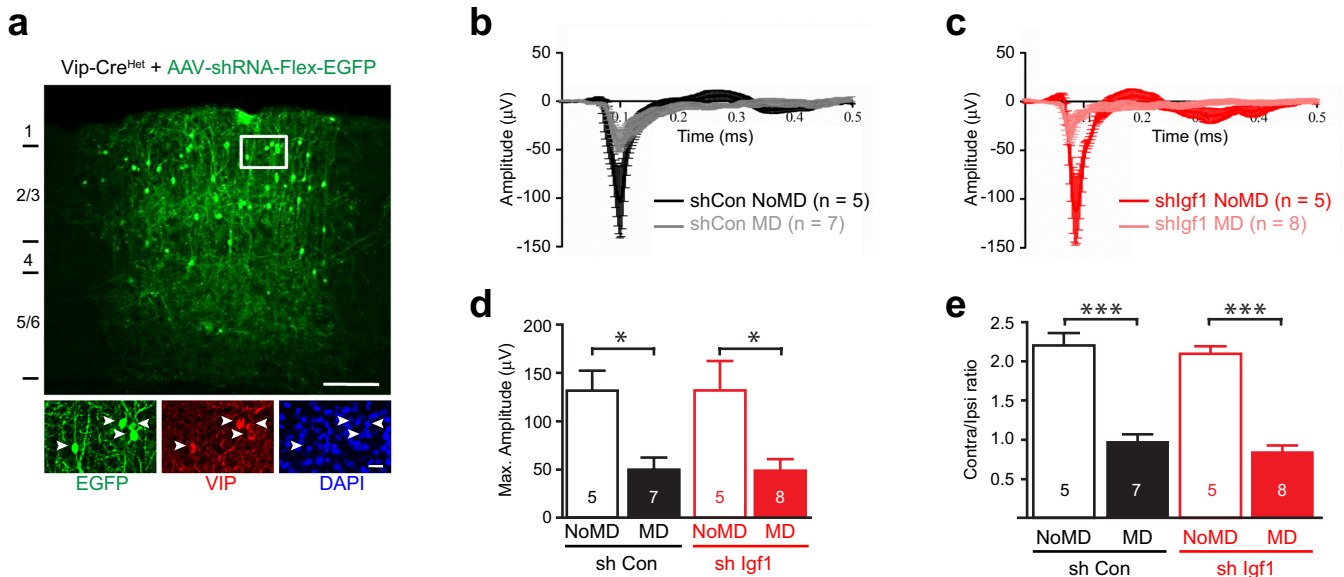 a
Vip-CreHet + AAV-shRNA-Flex-EGFP
1
2/3
4
5/6
EGFP
VIP
DAPI
b
Amplitude (µV)
50
0
-50
-100
-150
0.1
0.2
0.3
0.4
0.5
Time (ms)
shCon NoMD (n = 5)
shCon MD (n = 7)
c
Amplitude (µV)
50
0
-50
-100
-150
0.1
0.2
0.3
0.4
0.5
Time (ms)
shIgf1 NoMD (n = 5)
shIgf1 MD (n = 8)
d
Max. Amplitude (µV)
200
150
100
50
0
*
*
5
7
5
8
NoMD
MD
NoMD
MD
sh Con
sh Igf1
e
Contra/Ipsi ratio
2.5
2.0
1.5
1.0
0.5
***
***
5
7
5
8
NoMD
MD
NoMD
MD
sh Con
sh Igf1